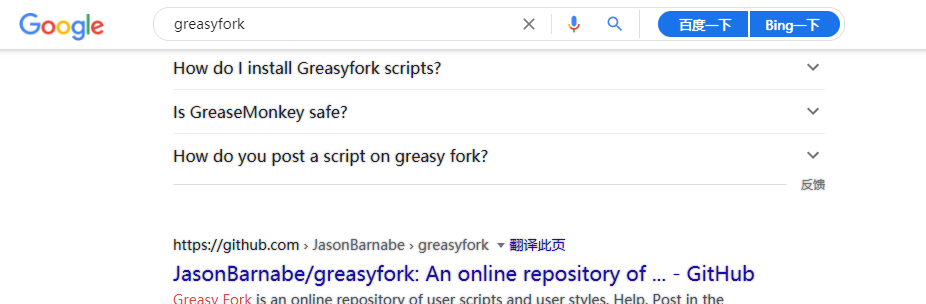 Google greasyfork 百度一下 Bing一下
How do I install Greasyfork scripts?
Is GreaseMonkey safe?
How do you post a script on greasy fork?
反馈
https://github.com › JasonBarnabe › greasyfork 翻译此页
JasonBarnabe/greasyfork: An online repository of ... - GitHub
Greasy Fork is an online repository of user scripts and user styles. Help. Post in the